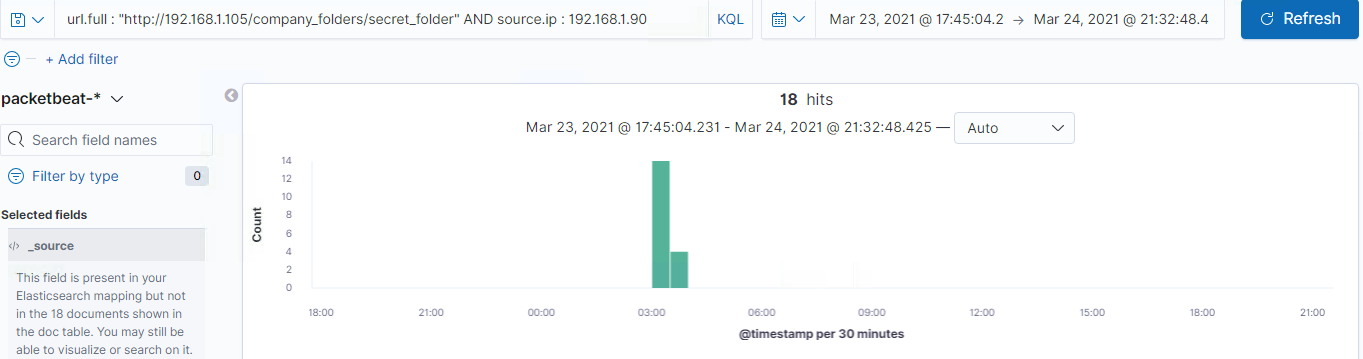 url.full : "http://192.168.1.105/company_folders/secret_folder" AND source.ip : 192.168.1.90 KQL Mar 23, 2021 @ 17:45:04.2 → Mar 24, 2021 @ 21:32:48.4 Refresh
+ Add filter
packetbeat-*
18 hits
Mar 23, 2021 @ 17:45:04.231 - Mar 24, 2021 @ 21:32:48.425 — Auto
Search field names
Filter by type 0
Selected fields
</> _source
This field is present in your
Elasticsearch mapping but not
in the 18 documents shown in
the doc table. You may still be
able to visualize or search on it.
Count
14
12
10
8
6
4
2
0
18:00 21:00 00:00 03:00 06:00 09:00 12:00 15:00 18:00 21:00
@timestamp per 30 minutes